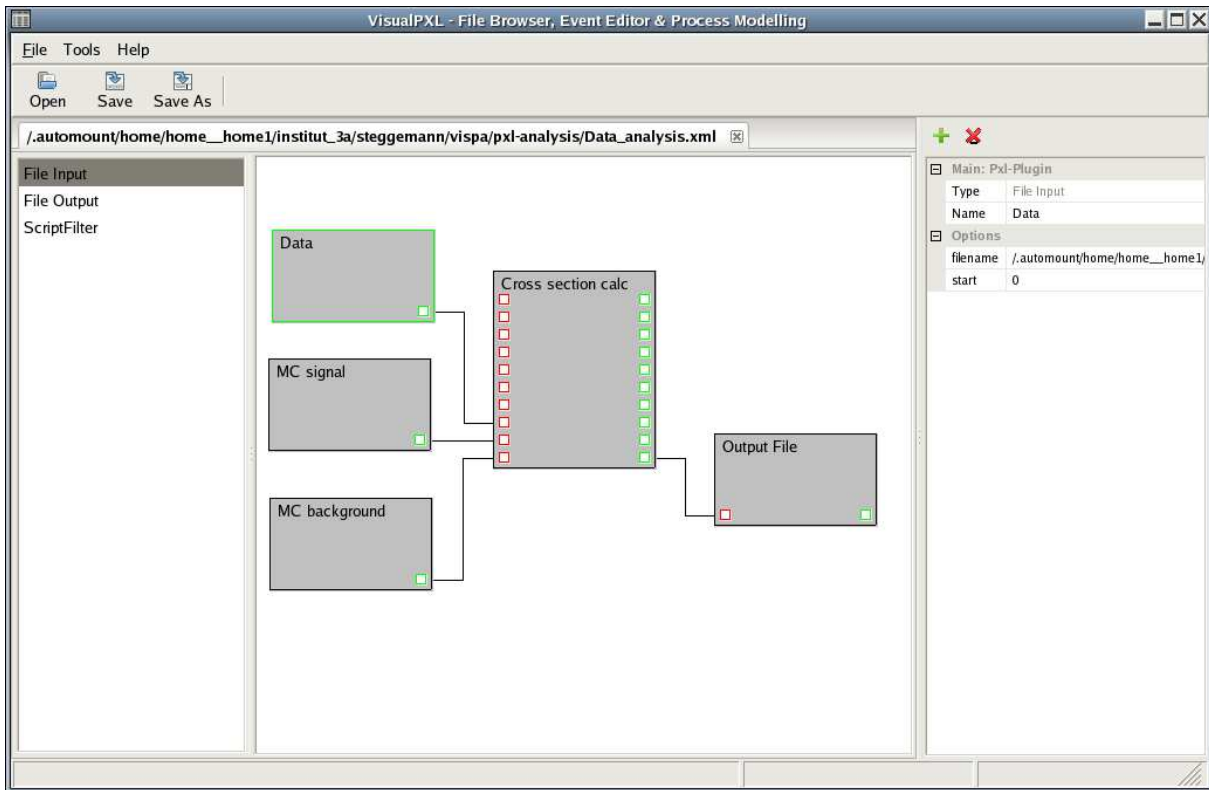 VisualPXL - File Browser, Event Editor & Process Modelling
File Tools Help
Open Save Save As
/.automount/home/home__home1/institut_3a/steggemann/vispa/pxl-analysis/Data_analysis.xml
File Input
File Output
ScriptFilter
Data
Cross section calc
MC signal
Output File
MC background
Main: Pxl-Plugin
Type File Input
Name Data
Options
filename /.automount/home/home__home1/
start 0